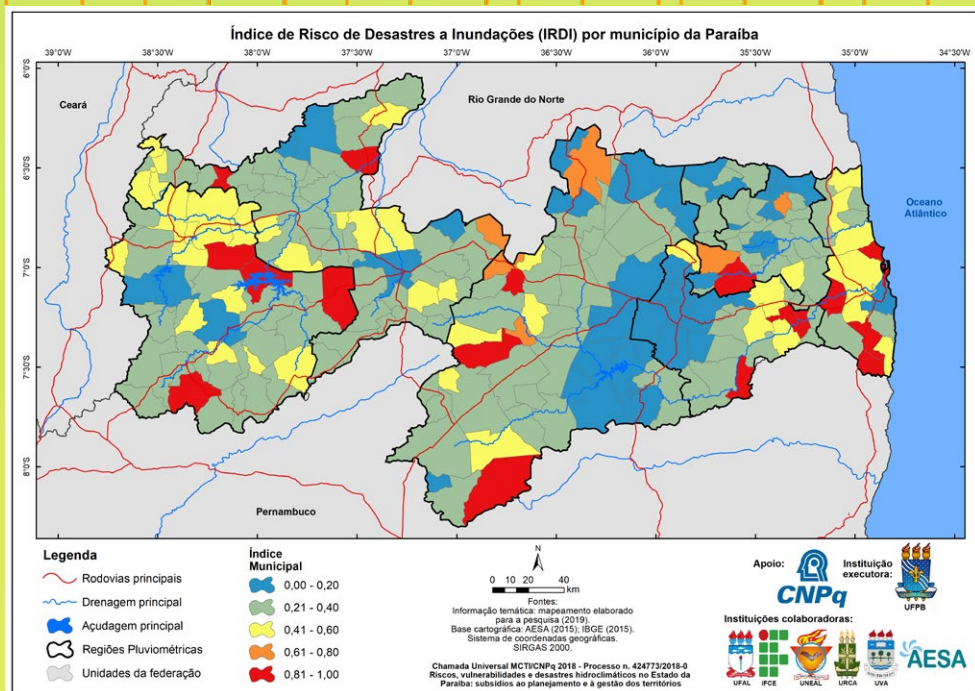 Índice de Risco de Desastres a Inundações (IRDI) por município da Paraíba
39°0'O
38°30'O
38°0'O
37°30'O
37°0'O
36°30'O
36°0'O
35°30'O
35°0'O
34°30'O
6°0'S
6°30'S
7°0'S
7°30'S
8°0'S
Ceará
Rio Grande do Norte
Oceano
Atlântico
Pernambuco
Legenda
Rodovias principais
Drenagem principal
Açudagem principal
Regiões Pluviométricas
Unidades da federação
Índice
Municipal
0,00 - 0,20
0,21 - 0,40
0,41 - 0,60
0,61 - 0,80
0,81 - 1,00
N
0 10 20 40
km
Fontes:
Informação temática: mapeamento elaborado
para a pesquisa (2019).
Base cartográfica: AESA (2015); IBGE (2015).
Sistema de coordenadas geográficas.
SIRGAS 2000.
Chamada Universal MCTI/CNPq 2018 - Processo n. 424773/2018-0
Riscos, vulnerabilidades e desastres hidroclimáticos no Estado da
Paraíba: subsídios ao planejamento e à gestão dos territórios
Apoio:
CNPq
Instituição
executora:
UFPB
Instituições colaboradoras:
UFAL
IFCE
UNEAL
URCA
UVA
AESA